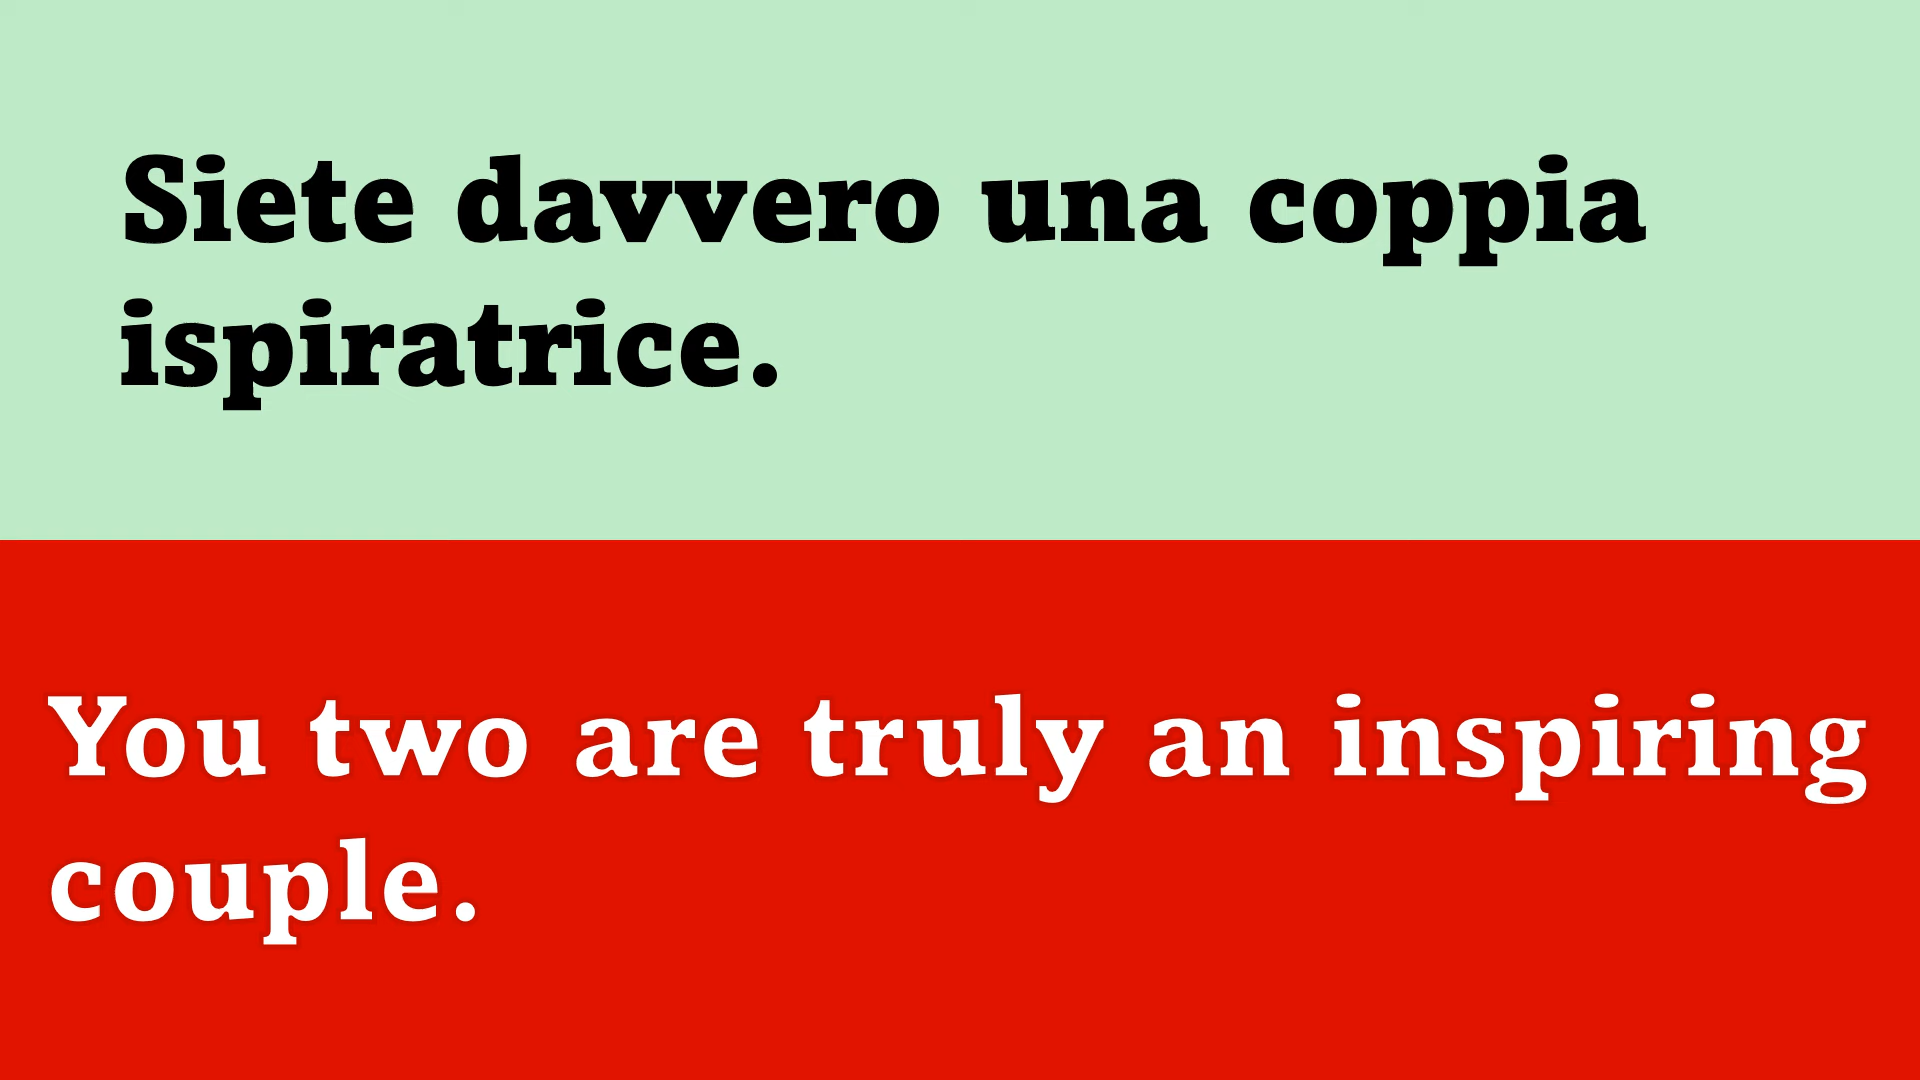 Siete davvero una coppia
ispiratrice.
You two are truly an inspiring
couple.